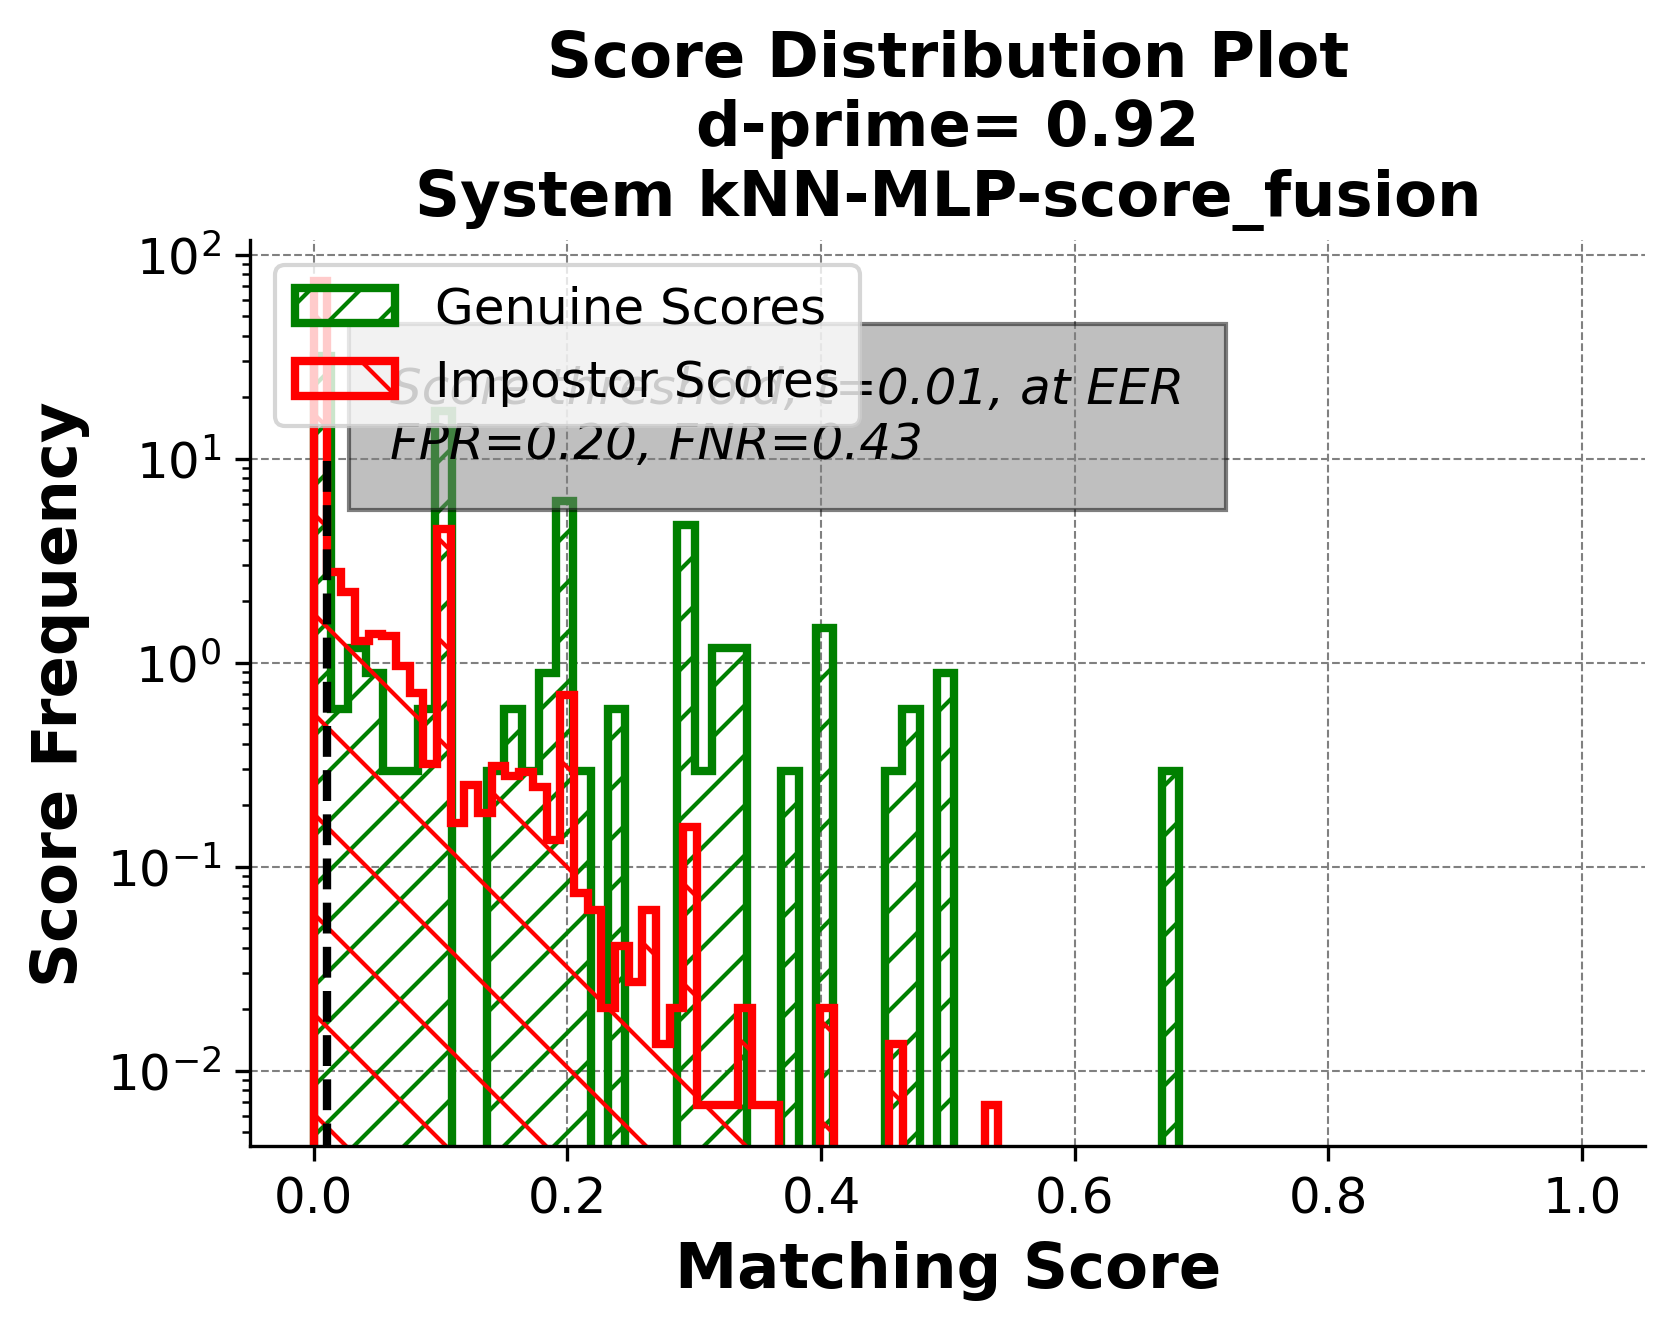 Score Distribution Plot
d-prime= 0.92
System kNN-MLP-score_fusion
10²
10¹
10⁰
10⁻¹
10⁻²
Score Frequency
Genuine Scores
Impostor Scores
Score threshold, t=0.01, at EER
FPR=0.20, FNR=0.43
0.0 0.2 0.4 0.6 0.8 1.0
Matching Score